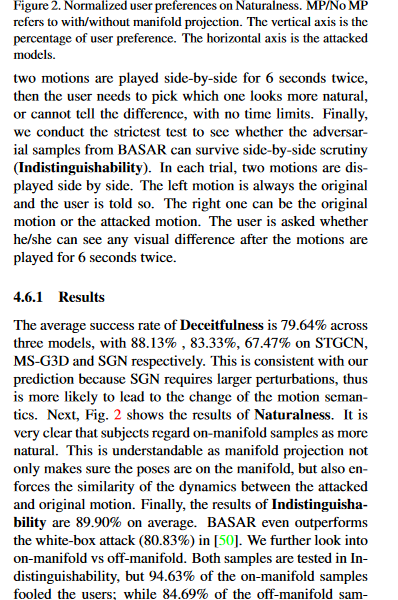 Figure 2. Normalized user preferences on Naturalness. MP/No MP
refers to with/without manifold projection. The vertical axis is the
percentage of user preference. The horizontal axis is the attacked
models.
two motions are played side-by-side for 6 seconds twice,
then the user needs to pick which one looks more natural,
or cannot tell the difference, with no time limits. Finally,
we conduct the strictest test to see whether the adversar-
ial samples from BASAR can survive side-by-side scrutiny
(Indistinguishability). In each trial, two motions are dis-
played side by side. The left motion is always the original
and the user is told so. The right one can be the original
motion or the attacked motion. The user is asked whether
he/she can see any visual difference after the motions are
played for 6 seconds twice.
4.6.1 Results
The average success rate of Deceitfulness is 79.64% across
three models, with 88.13% , 83.33%, 67.47% on STGCN,
MS-G3D and SGN respectively. This is consistent with our
prediction because SGN requires larger perturbations, thus
is more likely to lead to the change of the motion seman-
tics. Next, Fig. 2 shows the results of Naturalness. It is
very clear that subjects regard on-manifold samples as more
natural. This is understandable as manifold projection not
only makes sure the poses are on the manifold, but also en-
forces the similarity of the dynamics between the attacked
and original motion. Finally, the results of Indistinguisha-
bility are 89.90% on average. BASAR even outperforms
the white-box attack (80.83%) in [50]. We further look into
on-manifold vs off-manifold. Both samples are tested in In-
distinguishability, but 94.63% of the on-manifold samples
fooled the users; while 84.69% of the off-manifold sam-